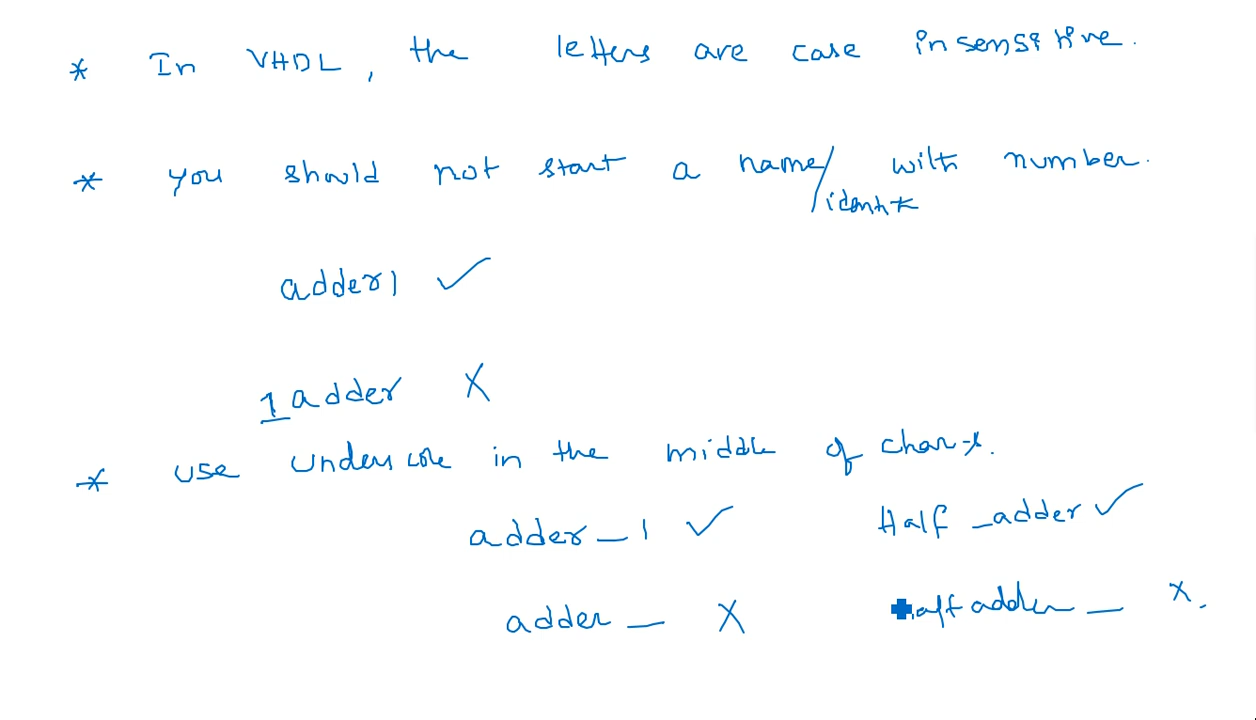 * In VHDL, the letters are case insensitive.
* you should not start a name/ with number.
/ident*
adder1 ✓
1adder X
* use underscore in the middle of char*.
adder_1 ✓ Half_adder ✓
adder_ X halfadder_ X.